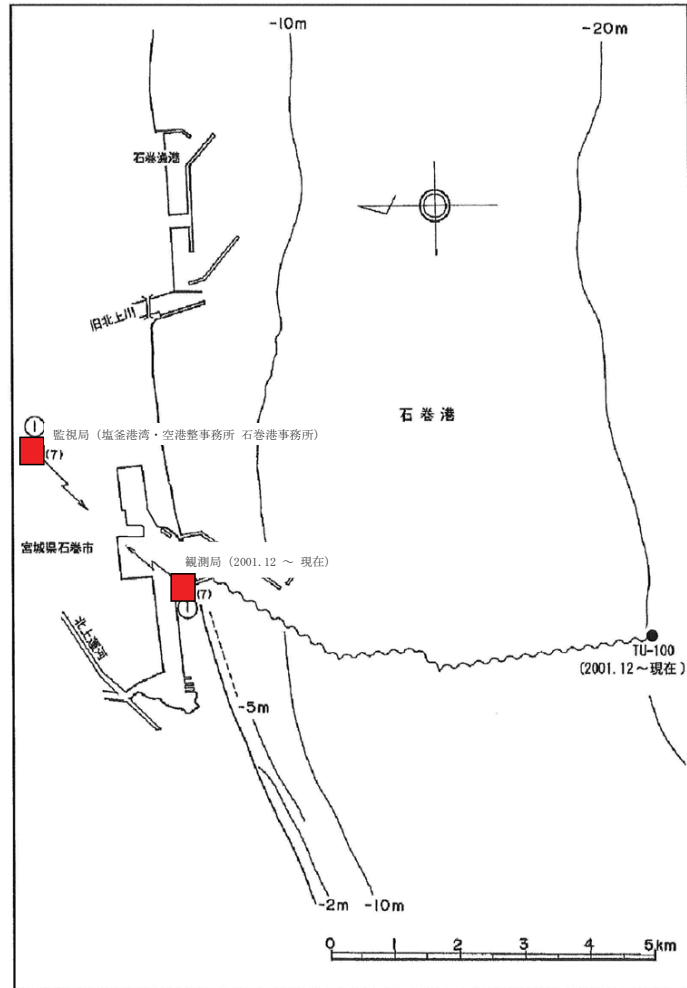 -10m
-20m
石巻漁港
旧北上川
石巻港
①
監視局 (塩釜港湾・空港整事務所 石巻港事務所)
(7)
宮城県石巻市
観測局 (2001.12 ～ 現在)
(7)
①
北上運河
TU-100
(2001.12～現在)
-5m
-2m
-10m
0 1 2 3 4 5km